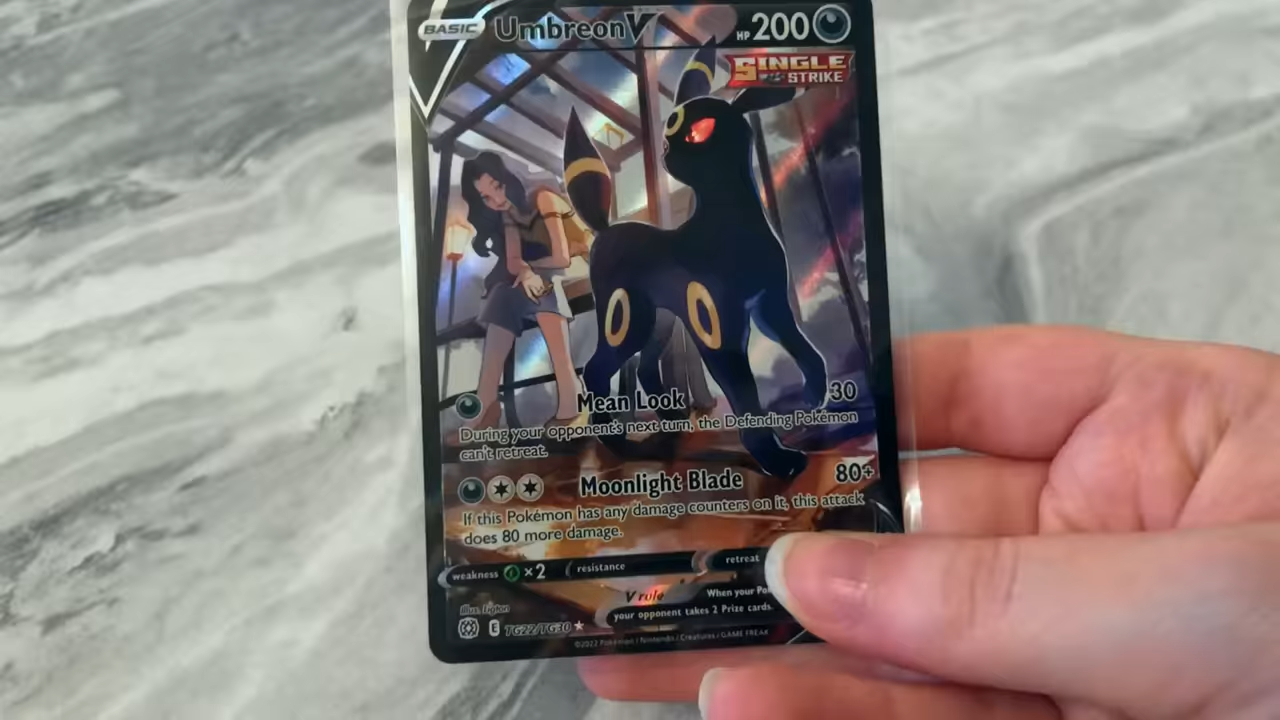 BASIC UmbreonV HP 200
SINGLE
STRIKE
Mean Look 30
During your opponent's next turn, the Defending Pokémon
can't retreat.
Moonlight Blade 80+
If this Pokémon has any damage counters on it, this attack
does 80 more damage.
weakness ×2 resistance retreat
V rule When your Po
your opponent takes 2 Prize cards.
Illus. Ligton
E TG22/TG30
©2022 Pokémon / Nintendo / Creatures / GAME FREAK